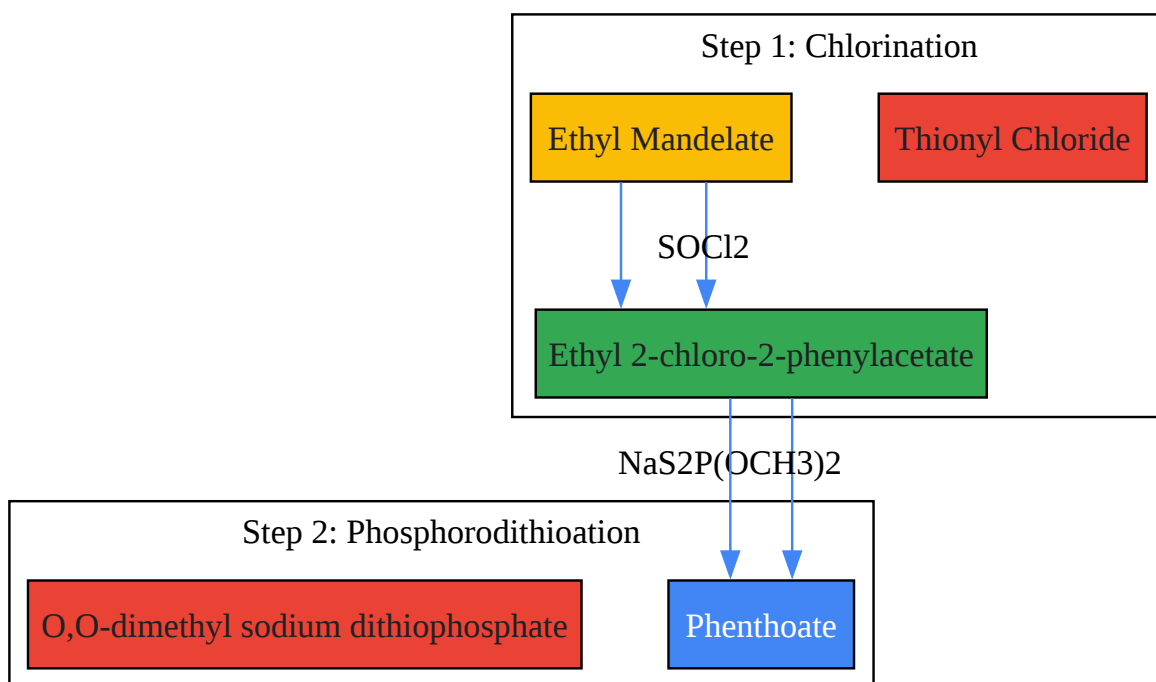 Step 1: Chlorination
Ethyl Mandelate
Thionyl Chloride
SOCl2
Ethyl 2-chloro-2-phenylacetate
NaS2P(OCH3)2
Step 2: Phosphorodithioation
O,O-dimethyl sodium dithiophosphate
Phenthoate